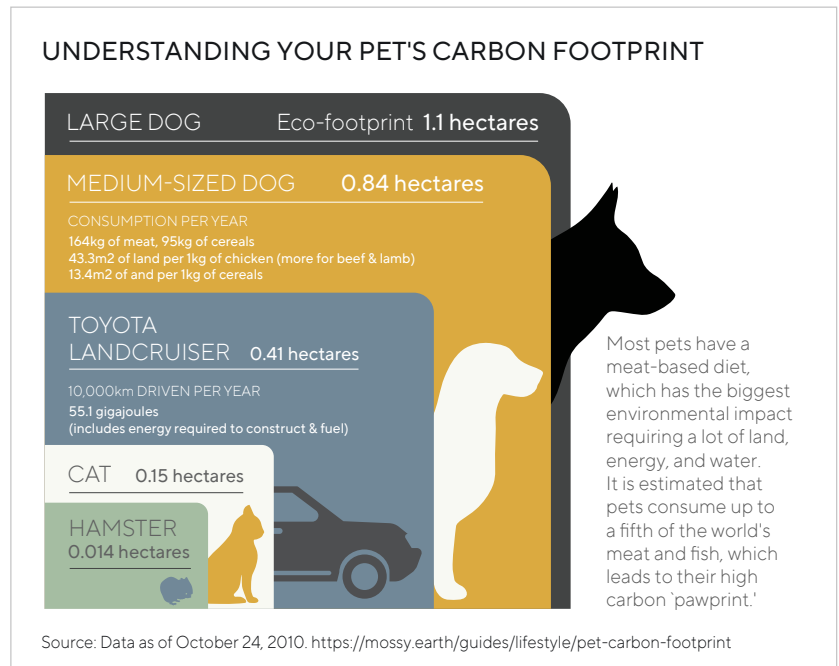 UNDERSTANDING YOUR PET'S CARBON FOOTPRINT
LARGE DOG Eco-footprint 1.1 hectares
MEDIUM-SIZED DOG 0.84 hectares
CONSUMPTION PER YEAR
164kg of meat, 95kg of cereals
43.3m2 of land per 1kg of chicken (more for beef & lamb)
13.4m2 of and per 1kg of cereals
TOYOTA
LANDCRUISER 0.41 hectares
10,000km DRIVEN PER YEAR
55.1 gigajoules
(includes energy required to construct & fuel)
CAT 0.15 hectares
HAMSTER
0.014 hectares
Most pets have a
meat-based diet,
which has the biggest
environmental impact
requiring a lot of land,
energy, and water.
It is estimated that
pets consume up to
a fifth of the world's
meat and fish, which
leads to their high
carbon `pawprint.'
Source: Data as of October 24, 2010. https://mossy.earth/guides/lifestyle/pet-carbon-footprint